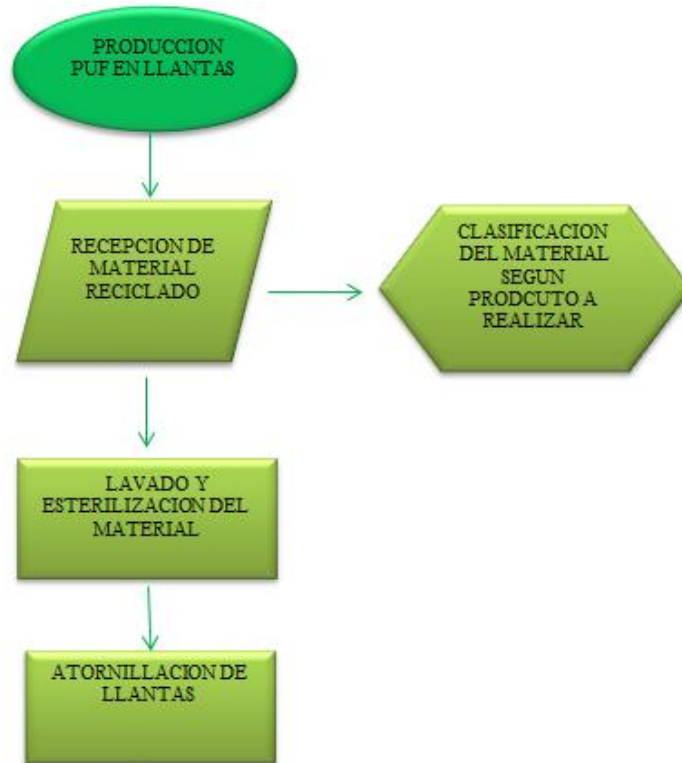 PRODUCCION
PUF EN LLANTAS
RECEPCION DE
MATERIAL
RECICLADO
CLASIFICACION
DEL MATERIAL
SEGUN
PRODCUTO A
REALIZAR
LAVADO Y
ESTERILIZACION DEL
MATERIAL
ATORNILLACION DE
LLANTAS